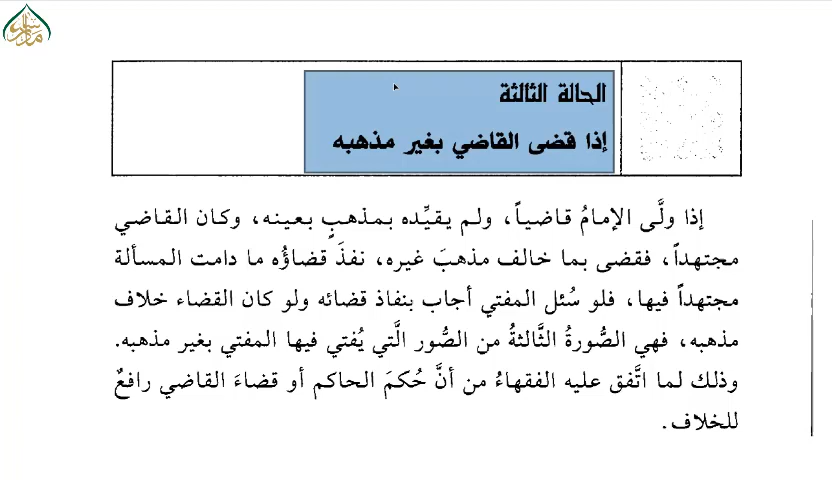 الحالة الثالثة
إذا قضى القاضي بغير مذهبه
إذا ولَّى الإمامُ قاضياً، ولم يقيِّده بمذهبٍ بعينه، وكان القاضي
مجتهداً، فقضى بما خالف مذهبَ غيره، نفذَ قضاؤُه ما دامت المسألة
مجتهداً فيها، فلو سُئل المفتي أجاب بنفاذ قضائه ولو كان القضاء خلاف
مذهبه، فهي الصُّورةُ الثَّالثةُ من الصُّور الَّتي يُفتي فيها المفتي بغير مذهبه.
وذلك لما اتَّفق عليه الفقهاءُ من أنَّ حُكمَ الحاكم أو قضاءَ القاضي رافعٌ
للخلاف.